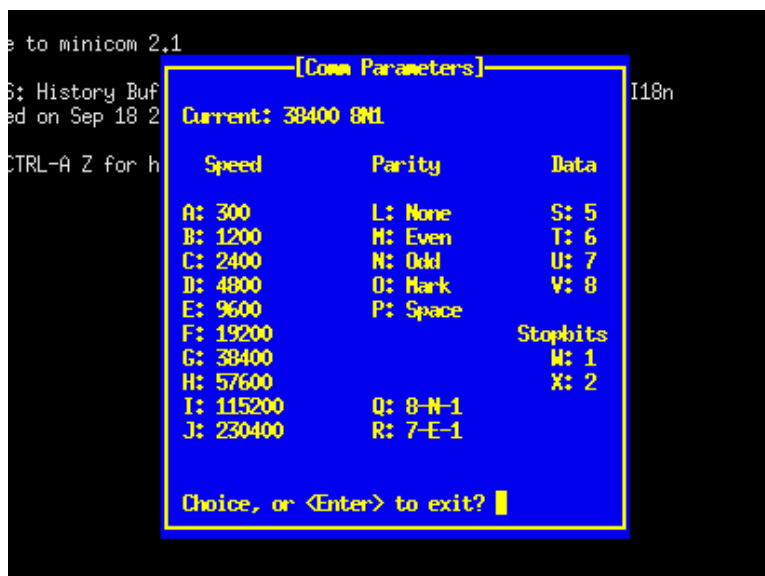 e to minicom 2.1
[Comm Parameters]
S: History Buf I18n
ed on Sep 18 2 Current: 38400 8N1
CTRL-A Z for h Speed Parity Data
A: 300 L: None S: 5
B: 1200 M: Even T: 6
C: 2400 N: Odd U: 7
D: 4800 O: Mark V: 8
E: 9600 P: Space
F: 19200 Stopbits
G: 38400 W: 1
H: 57600 X: 2
I: 115200 Q: 8-N-1
J: 230400 R: 7-E-1
Choice, or <Enter> to exit?